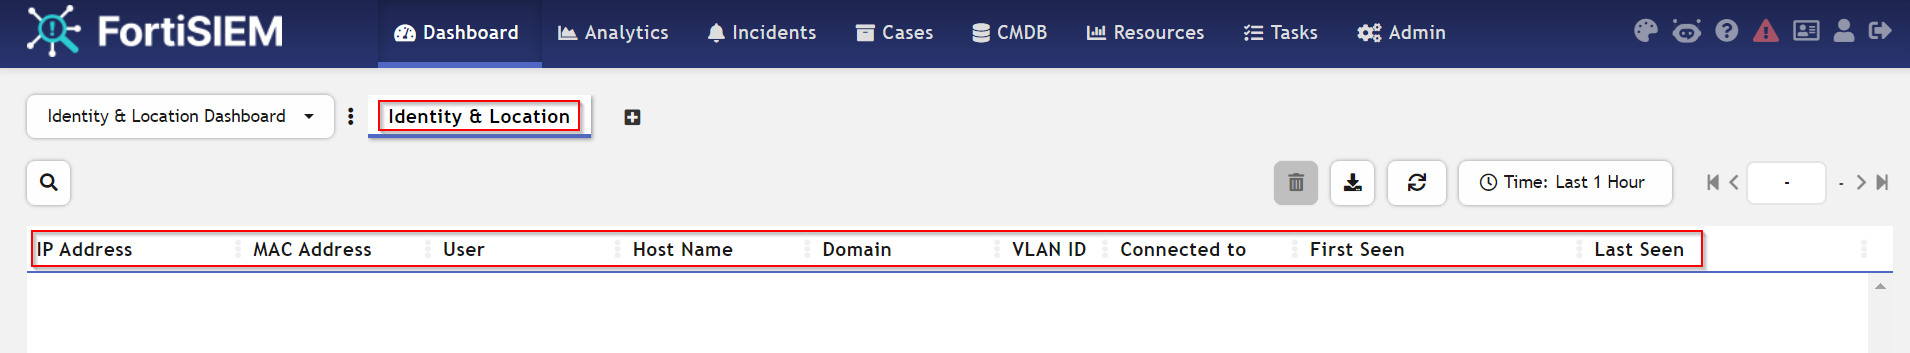 FortiSIEM Dashboard Analytics Incidents Cases CMDB Resources Tasks Admin
Identity & Location Dashboard Identity & Location
Time: Last 1 Hour - -
IP Address MAC Address User Host Name Domain VLAN ID Connected to First Seen Last Seen